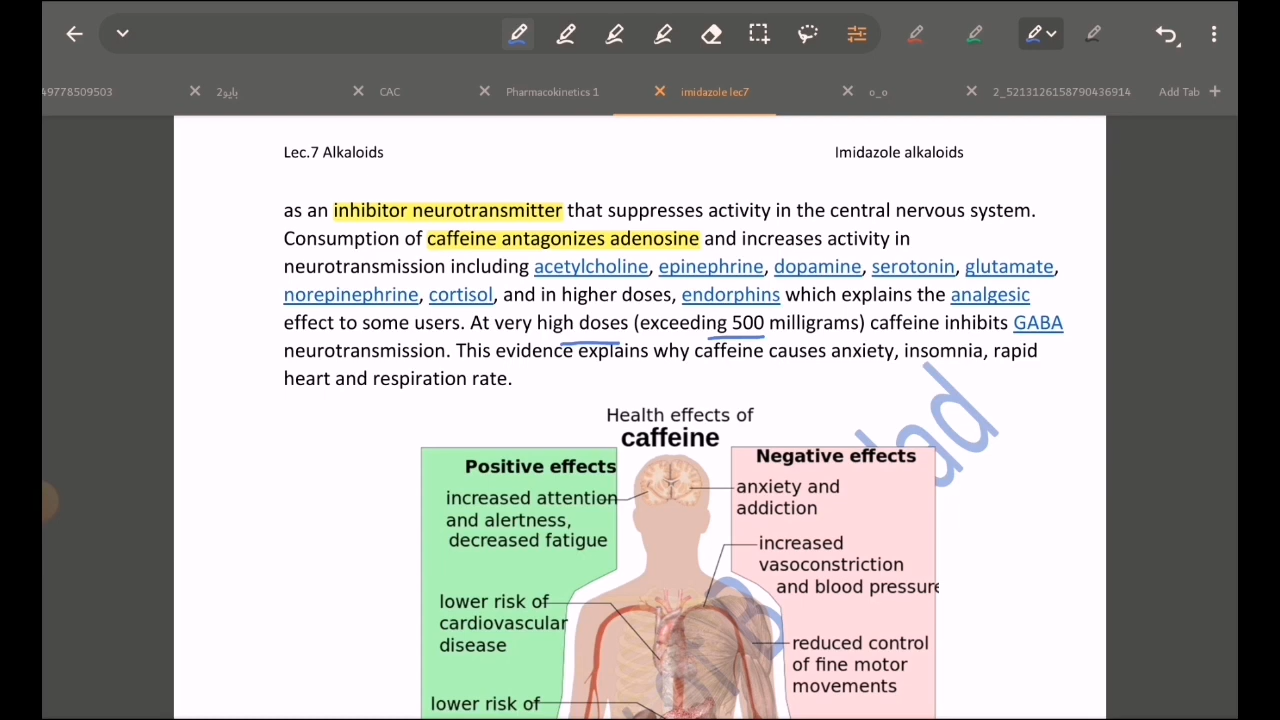 49778509503
بايو2
CAC
Pharmacokinetics 1
imidazole lec7
o_o
2_5213126158790436914
Add Tab
Lec.7 Alkaloids
Imidazole alkaloids
as an inhibitor neurotransmitter that suppresses activity in the central nervous system.
Consumption of caffeine antagonizes adenosine and increases activity in
neurotransmission including acetylcholine, epinephrine, dopamine, serotonin, glutamate,
norepinephrine, cortisol, and in higher doses, endorphins which explains the analgesic
effect to some users. At very high doses (exceeding 500 milligrams) caffeine inhibits GABA
neurotransmission. This evidence explains why caffeine causes anxiety, insomnia, rapid
heart and respiration rate.
Health effects of
caffeine
Positive effects
increased attention
and alertness,
decreased fatigue
lower risk of
cardiovascular
disease
lower risk of
Negative effects
anxiety and
addiction
increased
vasoconstriction
and blood pressure
reduced control
of fine motor
movements